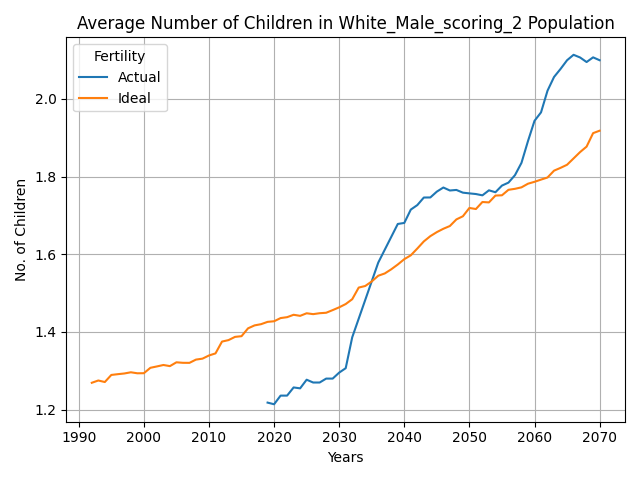 Average Number of Children in White_Male_scoring_2 Population
Fertility
Actual
Ideal
No. of Children
2.0
1.8
1.6
1.4
1.2
1990 2000 2010 2020 2030 2040 2050 2060 2070
Years